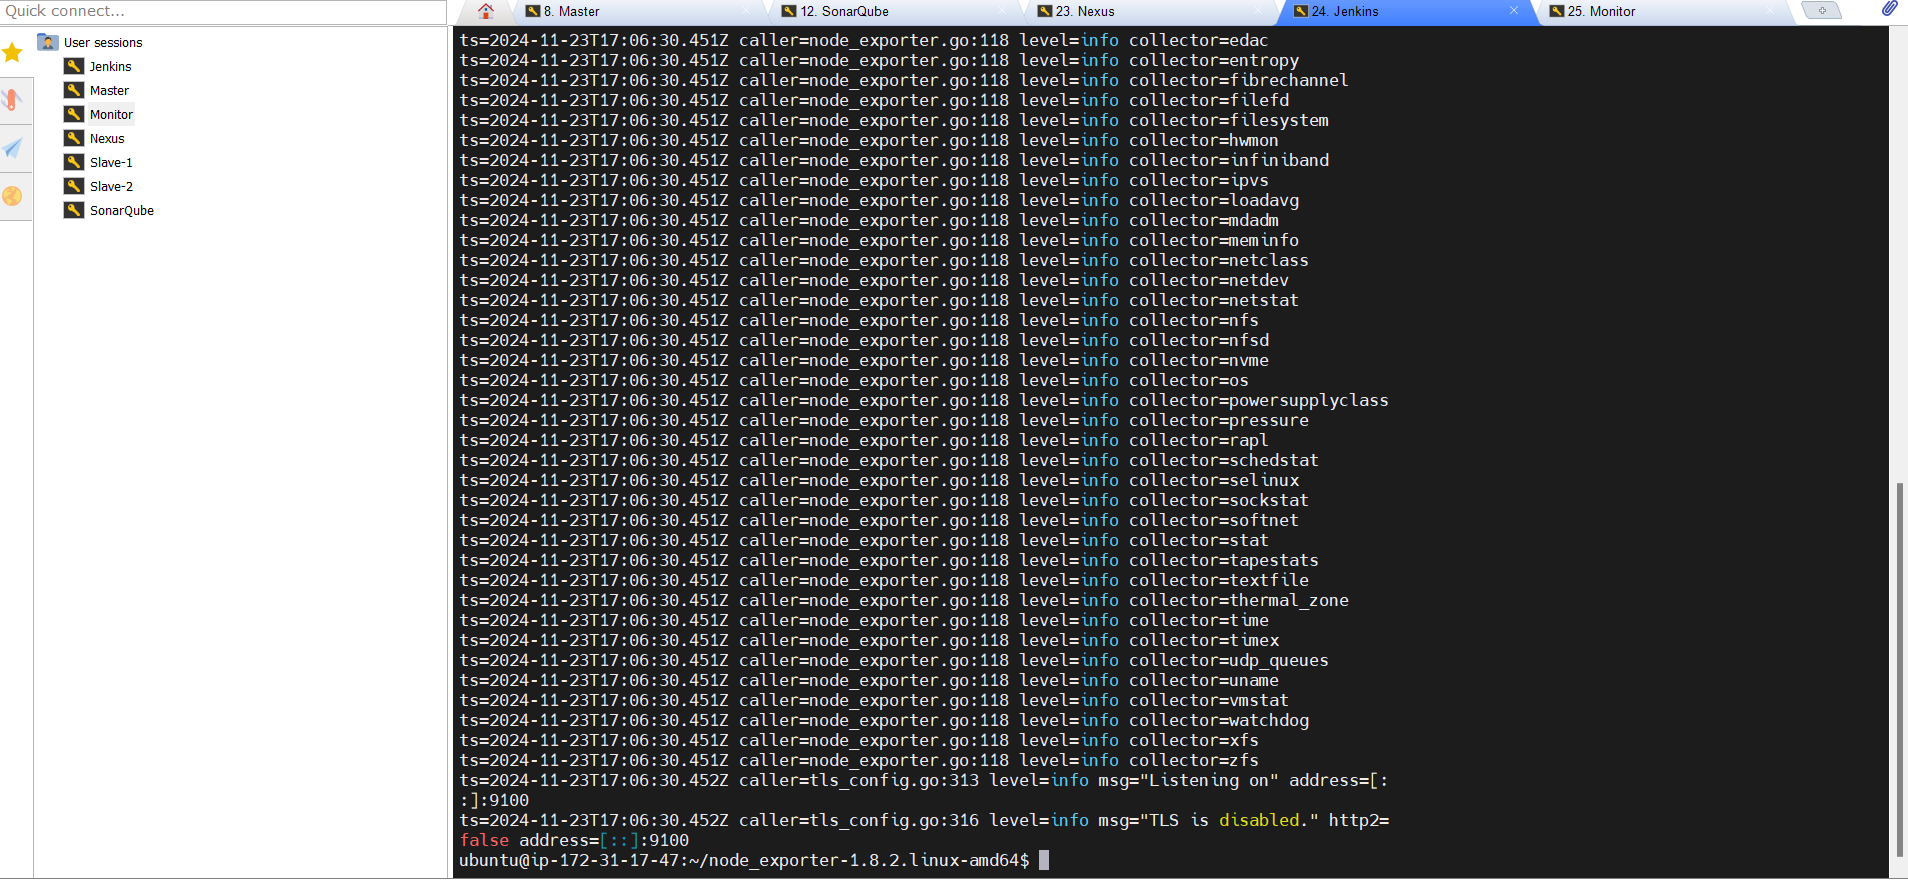 Quick connect...
8. Master
12. SonarQube
23. Nexus
24. Jenkins
25. Monitor
User sessions
Jenkins
Master
Monitor
Nexus
Slave-1
Slave-2
SonarQube
ts=2024-11-23T17:06:30.451Z caller=node_exporter.go:118 level=info collector=edac
ts=2024-11-23T17:06:30.451Z caller=node_exporter.go:118 level=info collector=entropy
ts=2024-11-23T17:06:30.451Z caller=node_exporter.go:118 level=info collector=fibrechannel
ts=2024-11-23T17:06:30.451Z caller=node_exporter.go:118 level=info collector=filefd
ts=2024-11-23T17:06:30.451Z caller=node_exporter.go:118 level=info collector=filesystem
ts=2024-11-23T17:06:30.451Z caller=node_exporter.go:118 level=info collector=hwmon
ts=2024-11-23T17:06:30.451Z caller=node_exporter.go:118 level=info collector=infiniband
ts=2024-11-23T17:06:30.451Z caller=node_exporter.go:118 level=info collector=ipvs
ts=2024-11-23T17:06:30.451Z caller=node_exporter.go:118 level=info collector=loadavg
ts=2024-11-23T17:06:30.451Z caller=node_exporter.go:118 level=info collector=mdadm
ts=2024-11-23T17:06:30.451Z caller=node_exporter.go:118 level=info collector=meminfo
ts=2024-11-23T17:06:30.451Z caller=node_exporter.go:118 level=info collector=netclass
ts=2024-11-23T17:06:30.451Z caller=node_exporter.go:118 level=info collector=netdev
ts=2024-11-23T17:06:30.451Z caller=node_exporter.go:118 level=info collector=netstat
ts=2024-11-23T17:06:30.451Z caller=node_exporter.go:118 level=info collector=nfs
ts=2024-11-23T17:06:30.451Z caller=node_exporter.go:118 level=info collector=nfsd
ts=2024-11-23T17:06:30.451Z caller=node_exporter.go:118 level=info collector=nvme
ts=2024-11-23T17:06:30.451Z caller=node_exporter.go:118 level=info collector=os
ts=2024-11-23T17:06:30.451Z caller=node_exporter.go:118 level=info collector=powersupplyclass
ts=2024-11-23T17:06:30.451Z caller=node_exporter.go:118 level=info collector=pressure
ts=2024-11-23T17:06:30.451Z caller=node_exporter.go:118 level=info collector=rapl
ts=2024-11-23T17:06:30.451Z caller=node_exporter.go:118 level=info collector=schedstat
ts=2024-11-23T17:06:30.451Z caller=node_exporter.go:118 level=info collector=selinux
ts=2024-11-23T17:06:30.451Z caller=node_exporter.go:118 level=info collector=sockstat
ts=2024-11-23T17:06:30.451Z caller=node_exporter.go:118 level=info collector=softnet
ts=2024-11-23T17:06:30.451Z caller=node_exporter.go:118 level=info collector=stat
ts=2024-11-23T17:06:30.451Z caller=node_exporter.go:118 level=info collector=tapestats
ts=2024-11-23T17:06:30.451Z caller=node_exporter.go:118 level=info collector=textfile
ts=2024-11-23T17:06:30.451Z caller=node_exporter.go:118 level=info collector=thermal_zone
ts=2024-11-23T17:06:30.451Z caller=node_exporter.go:118 level=info collector=time
ts=2024-11-23T17:06:30.451Z caller=node_exporter.go:118 level=info collector=timex
ts=2024-11-23T17:06:30.451Z caller=node_exporter.go:118 level=info collector=udp_queues
ts=2024-11-23T17:06:30.451Z caller=node_exporter.go:118 level=info collector=uname
ts=2024-11-23T17:06:30.451Z caller=node_exporter.go:118 level=info collector=vmstat
ts=2024-11-23T17:06:30.451Z caller=node_exporter.go:118 level=info collector=watchdog
ts=2024-11-23T17:06:30.451Z caller=node_exporter.go:118 level=info collector=xfs
ts=2024-11-23T17:06:30.451Z caller=node_exporter.go:118 level=info collector=zfs
ts=2024-11-23T17:06:30.452Z caller=tls_config.go:313 level=info msg="Listening on" address=[:
:]:9100
ts=2024-11-23T17:06:30.452Z caller=tls_config.go:316 level=info msg="TLS is disabled." http2=
false address=[::]:9100
ubuntu@ip-172-31-17-47:~/node_exporter-1.8.2.linux-amd64$